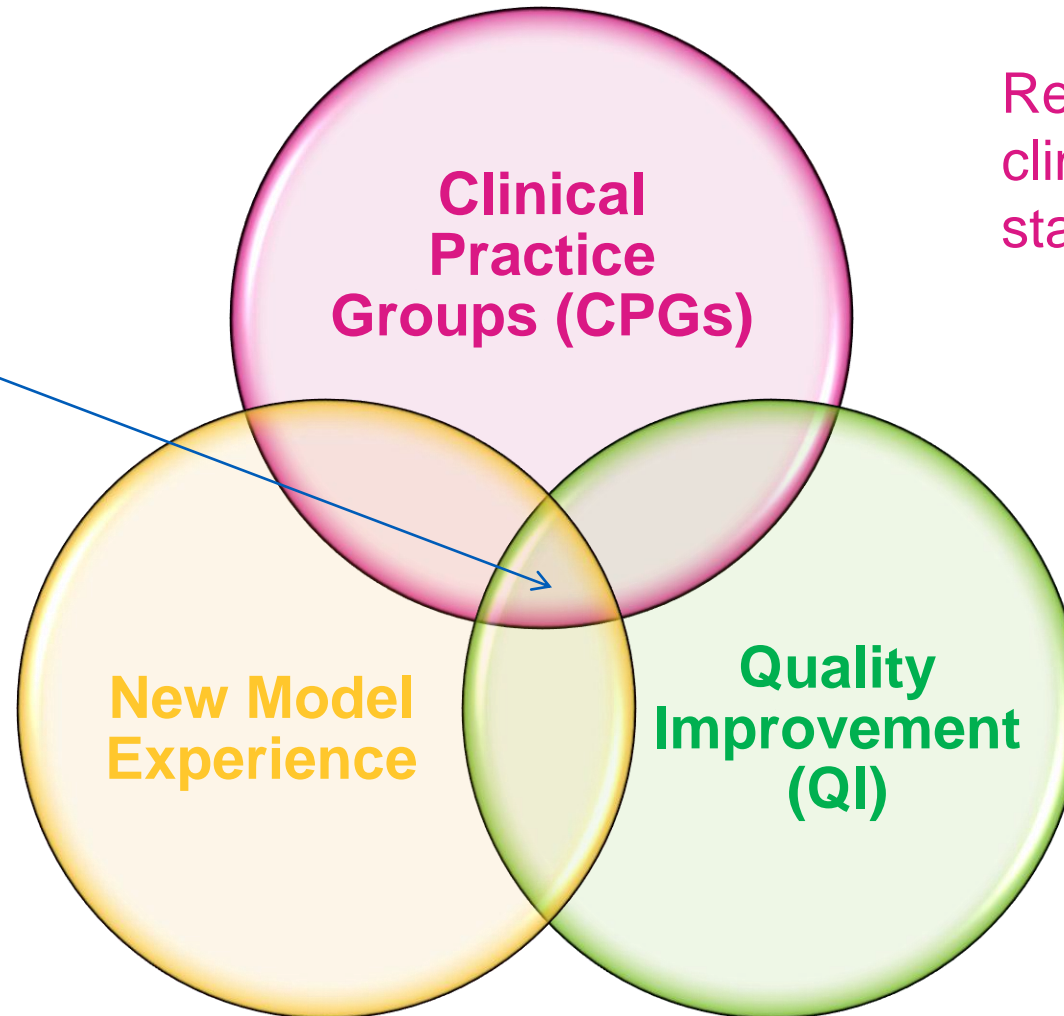 Clinical
Practice
Groups (CPGs)
New Model
Experience
Quality
Improvement
(QI)